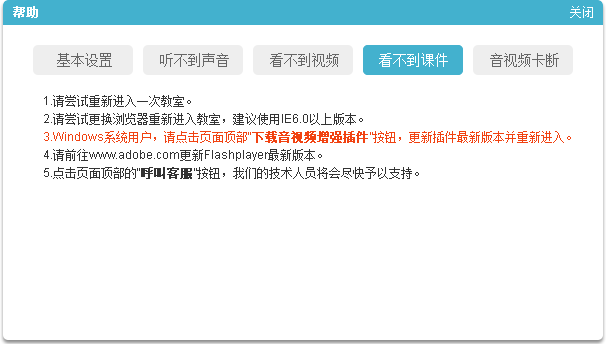 帮助
关闭
基本设置 听不到声音 看不到视频 看不到课件 音视频卡断
1.请尝试重新进入一次教室。
2.请尝试更换浏览器重新进入教室，建议使用IE6.0以上版本。
3.Windows系统用户，请点击页面顶部"下载音视频增强插件"按钮，更新插件最新版本并重新进入。
4.请前往www.adobe.com更新Flashplayer最新版本。
5.点击页面顶部的"呼叫客服"按钮，我们的技术人员将会尽快予以支持。